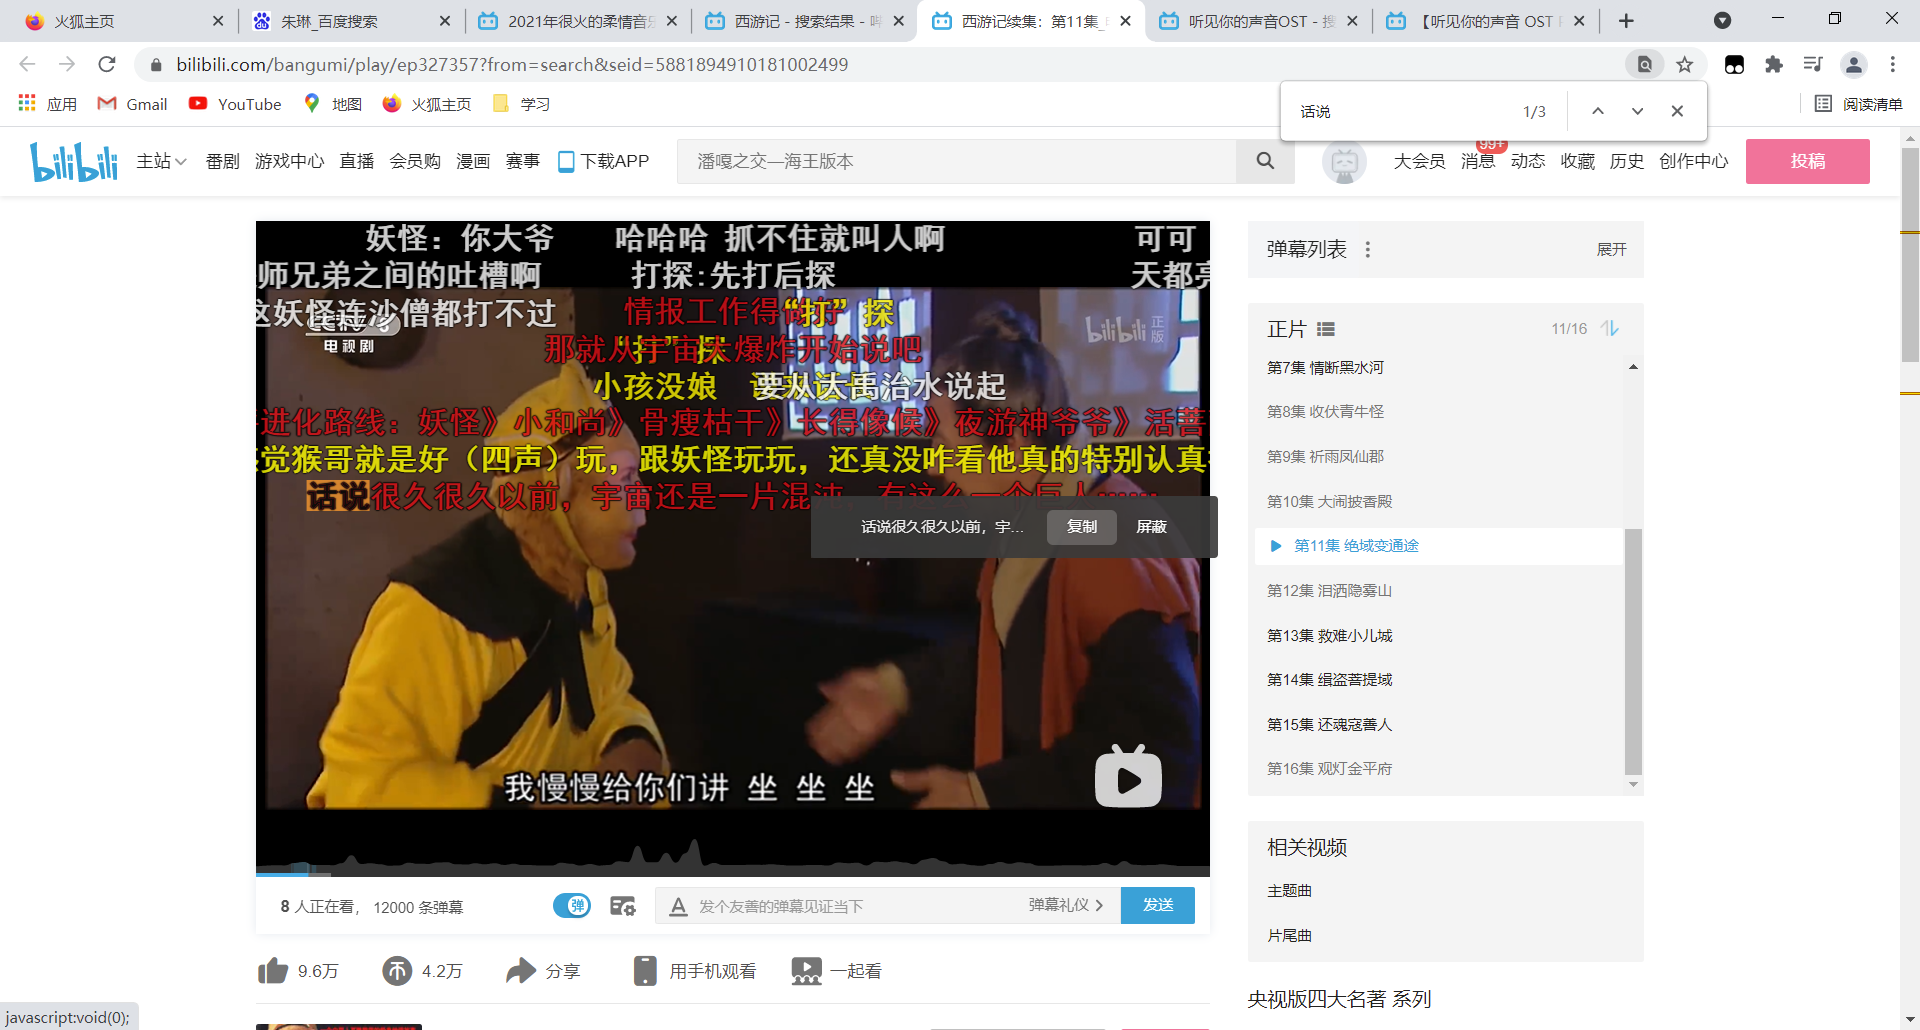 火狐主页
朱琳_百度搜索
2021年很火的柔情音乐
西游记 - 搜索结果 - 哔
西游记续集：第11集_
听见你的声音OST - 搜
【听见你的声音 OST
bilibili.com/bangumi/play/ep327357?from=search&seid=5881894910181002499
应用
Gmail
YouTube
地图
火狐主页
学习
阅读清单
话说
1/3
bilibili
主站
番剧
游戏中心
直播
会员购
漫画
赛事
下载APP
潘嘎之交—海王版本
大会员
消息
99+
动态
收藏
历史
创作中心
投稿
妖怪：你大爷
哈哈哈 抓不住就叫人啊
可可
师兄弟之间的吐槽啊
打探:先打后探
天都亮
这妖怪连沙僧都打不过
情报工作得做好
“打” 探
电视剧
bilibili 正版
那就从宇宙大爆炸开始说吧
“打” 探
小孩没娘
要从大禹治水说起
进化路线：妖怪》小和尚》骨瘦枯干》长得像候》夜游神爷爷》活菩
感觉猴哥就是好（四声）玩，跟妖怪玩玩，还真没咋看他真的特别认真
话说很久很久以前，宇宙还是一片混沌，有这么一个巨人……
话说很久很久以前，宇...
复制
屏蔽
我慢慢给你们讲 坐 坐 坐
8 人正在看， 12000 条弹幕
弹
发个友善的弹幕见证当下
弹幕礼仪
发送
9.6万
4.2万
分享
用手机观看
一起看
弹幕列表
展开
正片
11/16
第7集 情断黑水河
第8集 收伏青牛怪
第9集 祈雨凤仙郡
第10集 大闹披香殿
第11集 绝域变通途
第12集 泪洒隐雾山
第13集 救难小儿城
第14集 缉盗菩提域
第15集 还魂寇善人
第16集 观灯金平府
相关视频
主题曲
片尾曲
央视版四大名著 系列
javascript:void(0);